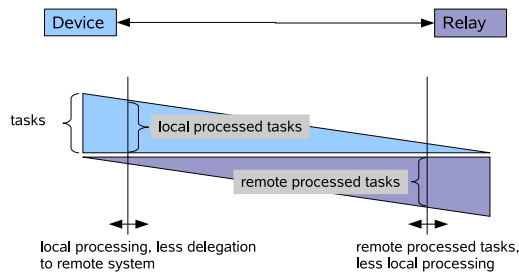 Device
Relay
tasks
local processed tasks
remote processed tasks
local processing, less delegation
to remote system
remote processed tasks,
less local processing